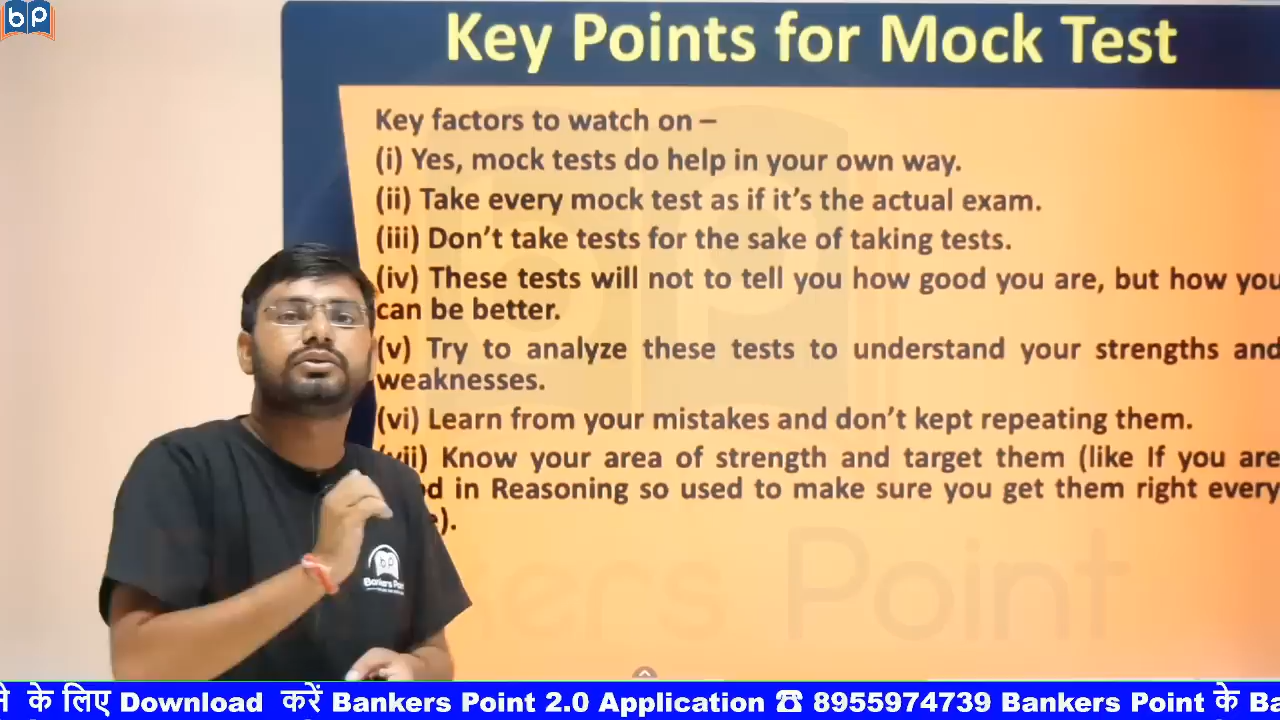 bp
Key Points for Mock Test
Key factors to watch on –
(i) Yes, mock tests do help in your own way.
(ii) Take every mock test as if it’s the actual exam.
(iii) Don’t take tests for the sake of taking tests.
(iv) These tests will not to tell you how good you are, but how you
can be better.
(v) Try to analyze these tests to understand your strengths and
weaknesses.
(vi) Learn from your mistakes and don’t kept repeating them.
(vii) Know your area of strength and target them (like If you are
in Reasoning so used to make sure you get them right every
).
bp
Bankers Point
के लिए Download करें Bankers Point 2.0 Application ☎ 8955974739 Bankers Point के